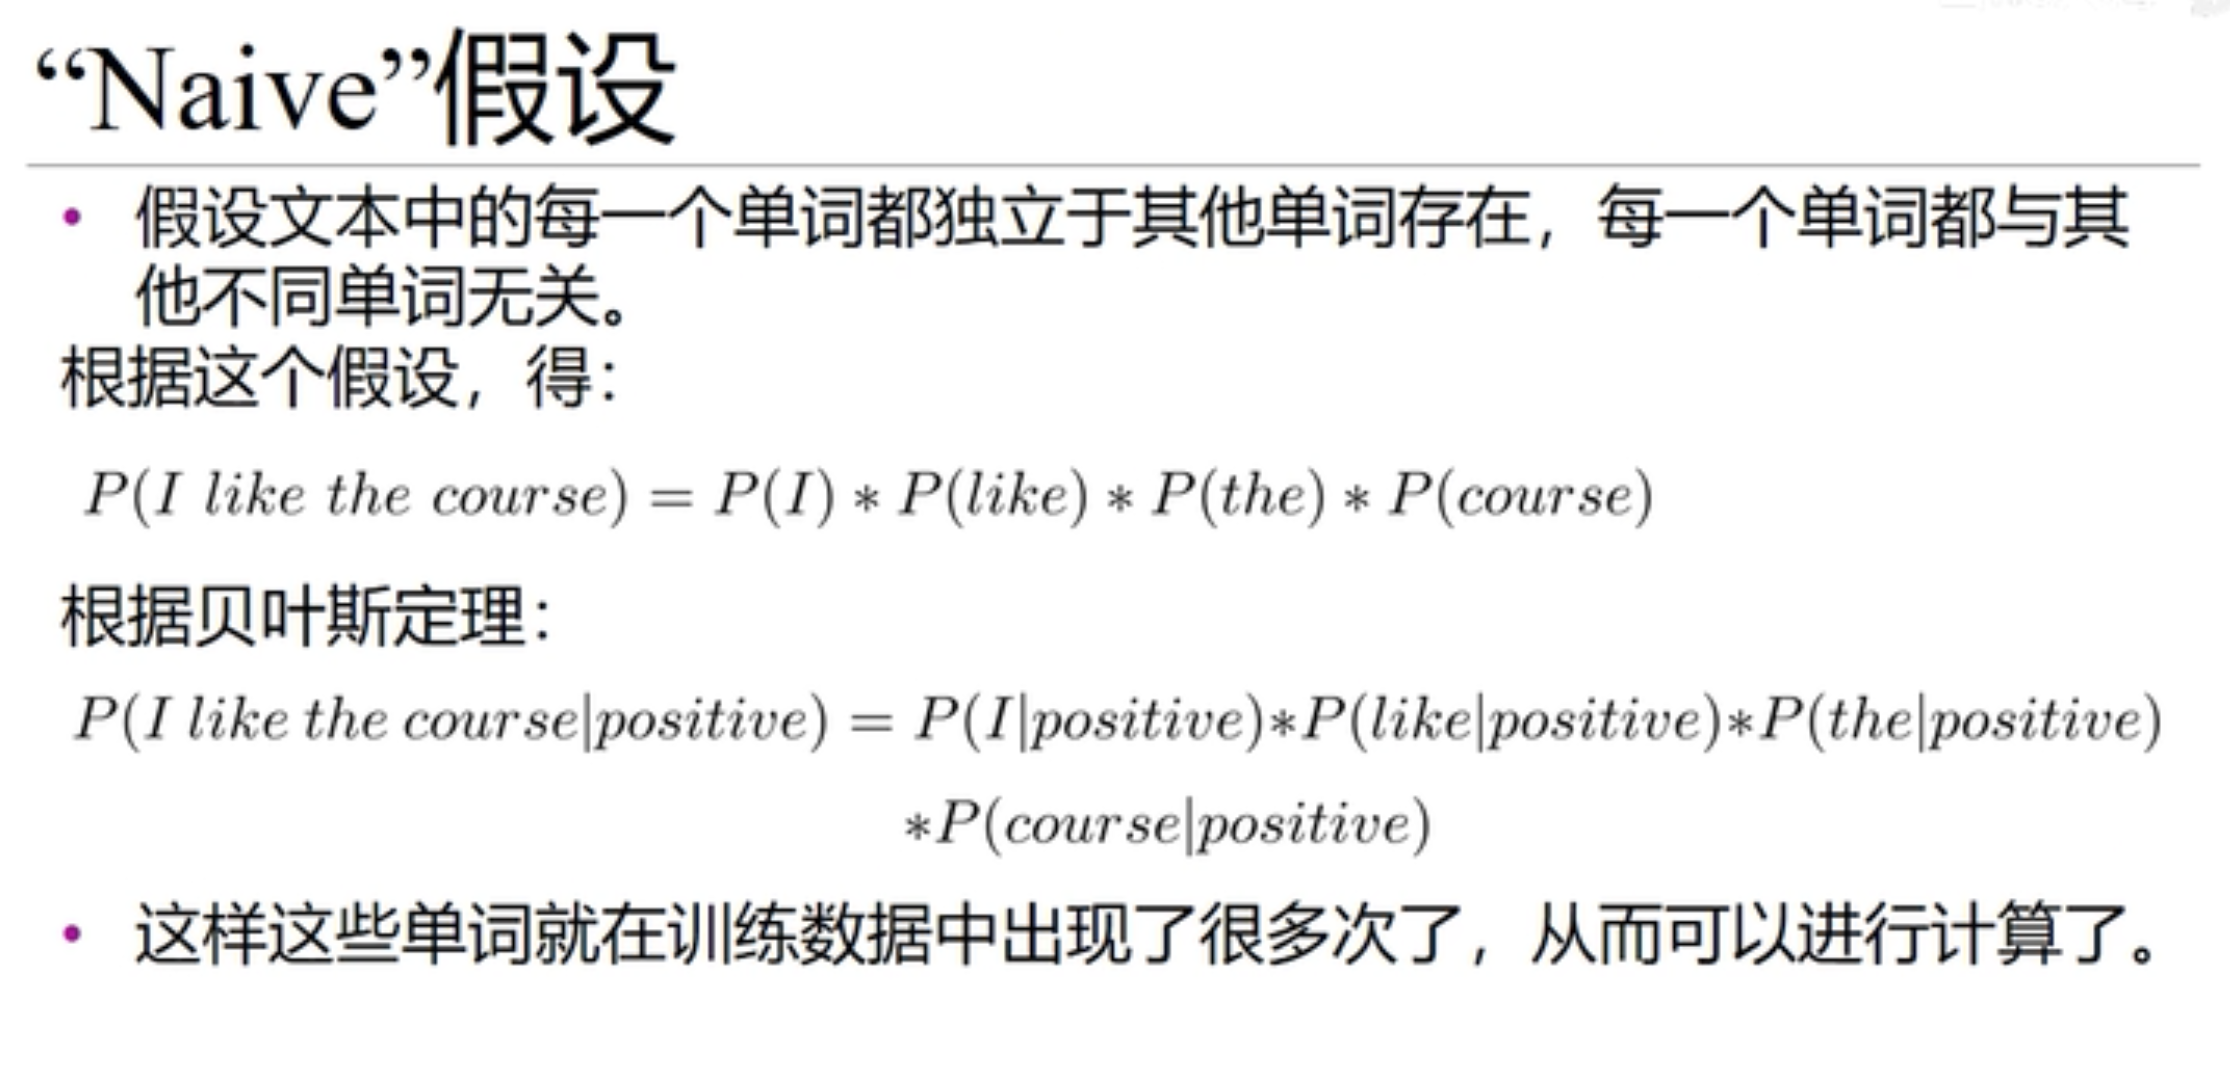 “Naive”假设
• 假设文本中的每一个单词都独立于其他单词存在，每一个单词都与其
他不同单词无关。
根据这个假设，得：
P(I like the course) = P(I) * P(like) * P(the) * P(course)
根据贝叶斯定理：
P(I like the course|positive) = P(I|positive)*P(like|positive)*P(the|positive)
*P(course|positive)
• 这样这些单词就在训练数据中出现了很多次了，从而可以进行计算了。